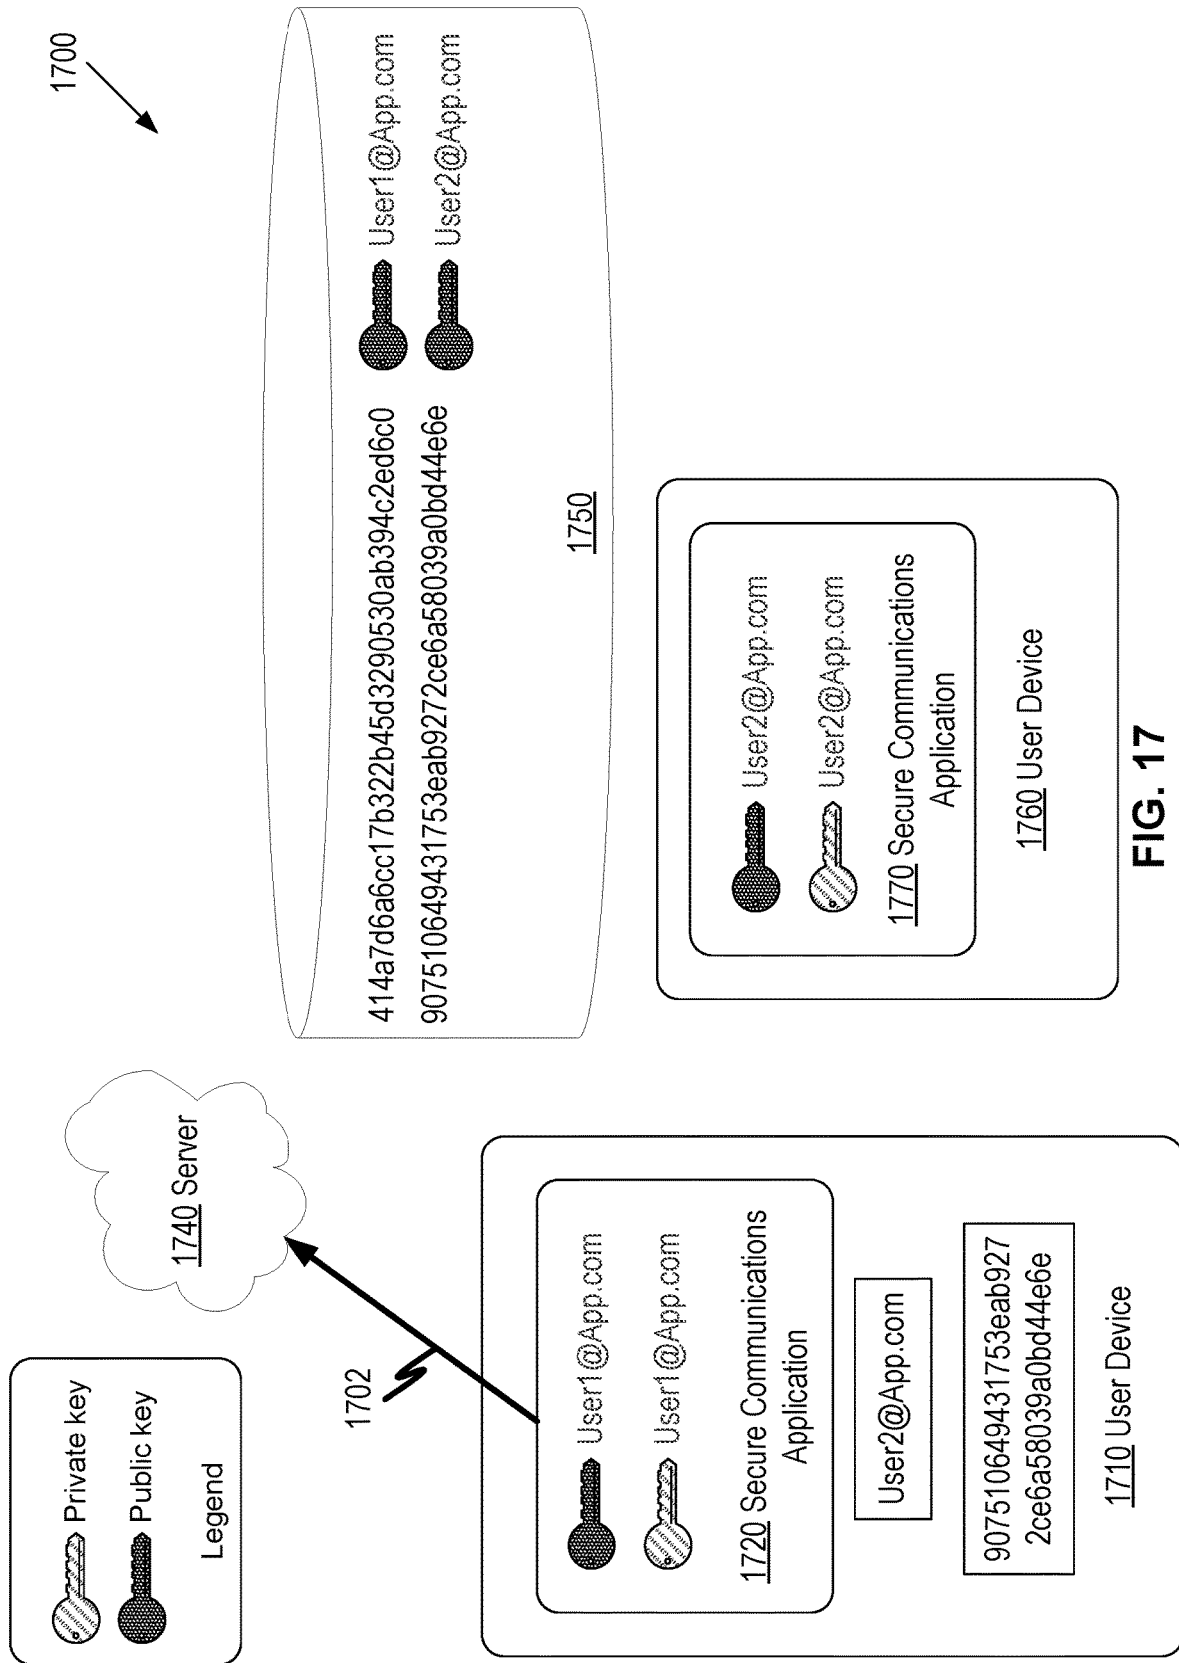 1700
Private key
Public key
Legend
1740 Server
1702
414a7d6a6cc17b322b45d3290530ab394c2ed6c0
User1@App.com
907510649431753eab9272ce6a58039a0bd44e6e
User2@App.com
1750
User1@App.com
User1@App.com
1720 Secure Communications
Application
User2@App.com
907510649431753eab927
2ce6a58039a0bd44e6e
1710 User Device
User2@App.com
User2@App.com
1770 Secure Communications
Application
1760 User Device
FIG. 17